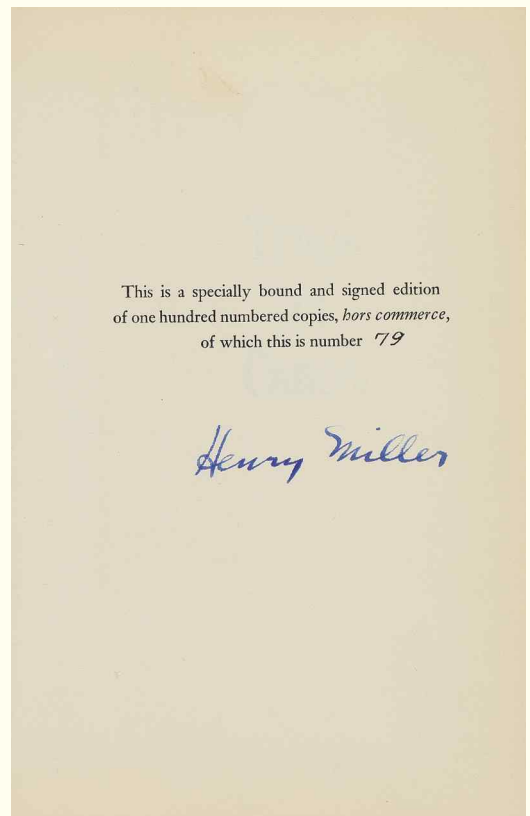 This is a specially bound and signed edition
of one hundred numbered copies, hors commerce,
of which this is number 79
Henry Miller